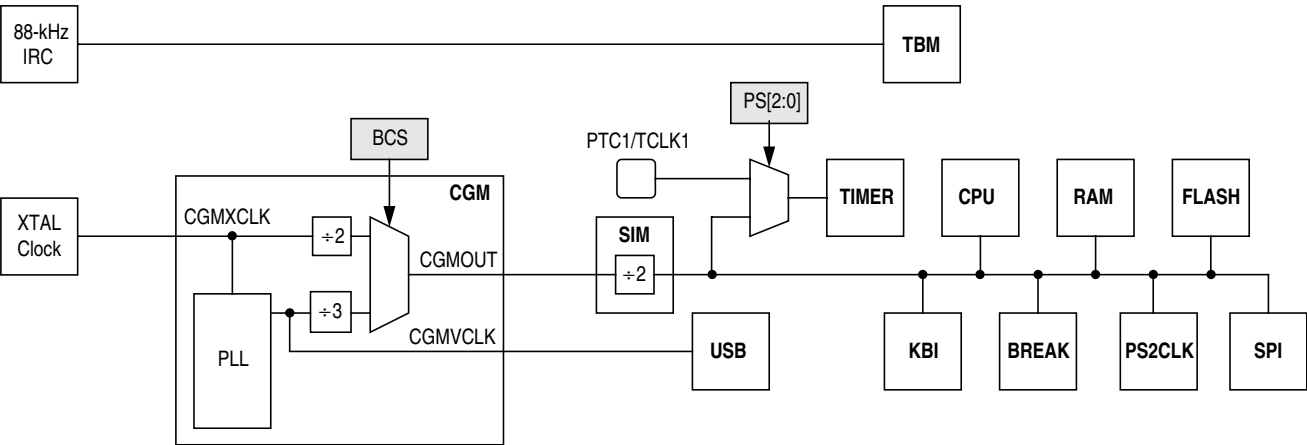 88-kHz
IRC
TBM
PS[2:0]
BCS
PTC1/TCLK1
CGM
TIMER
CPU
RAM
FLASH
XTAL
Clock
CGMXCLK
÷2
SIM
CGMOUT
÷2
÷3
CGMVCLK
PLL
USB
KBI
BREAK
PS2CLK
SPI